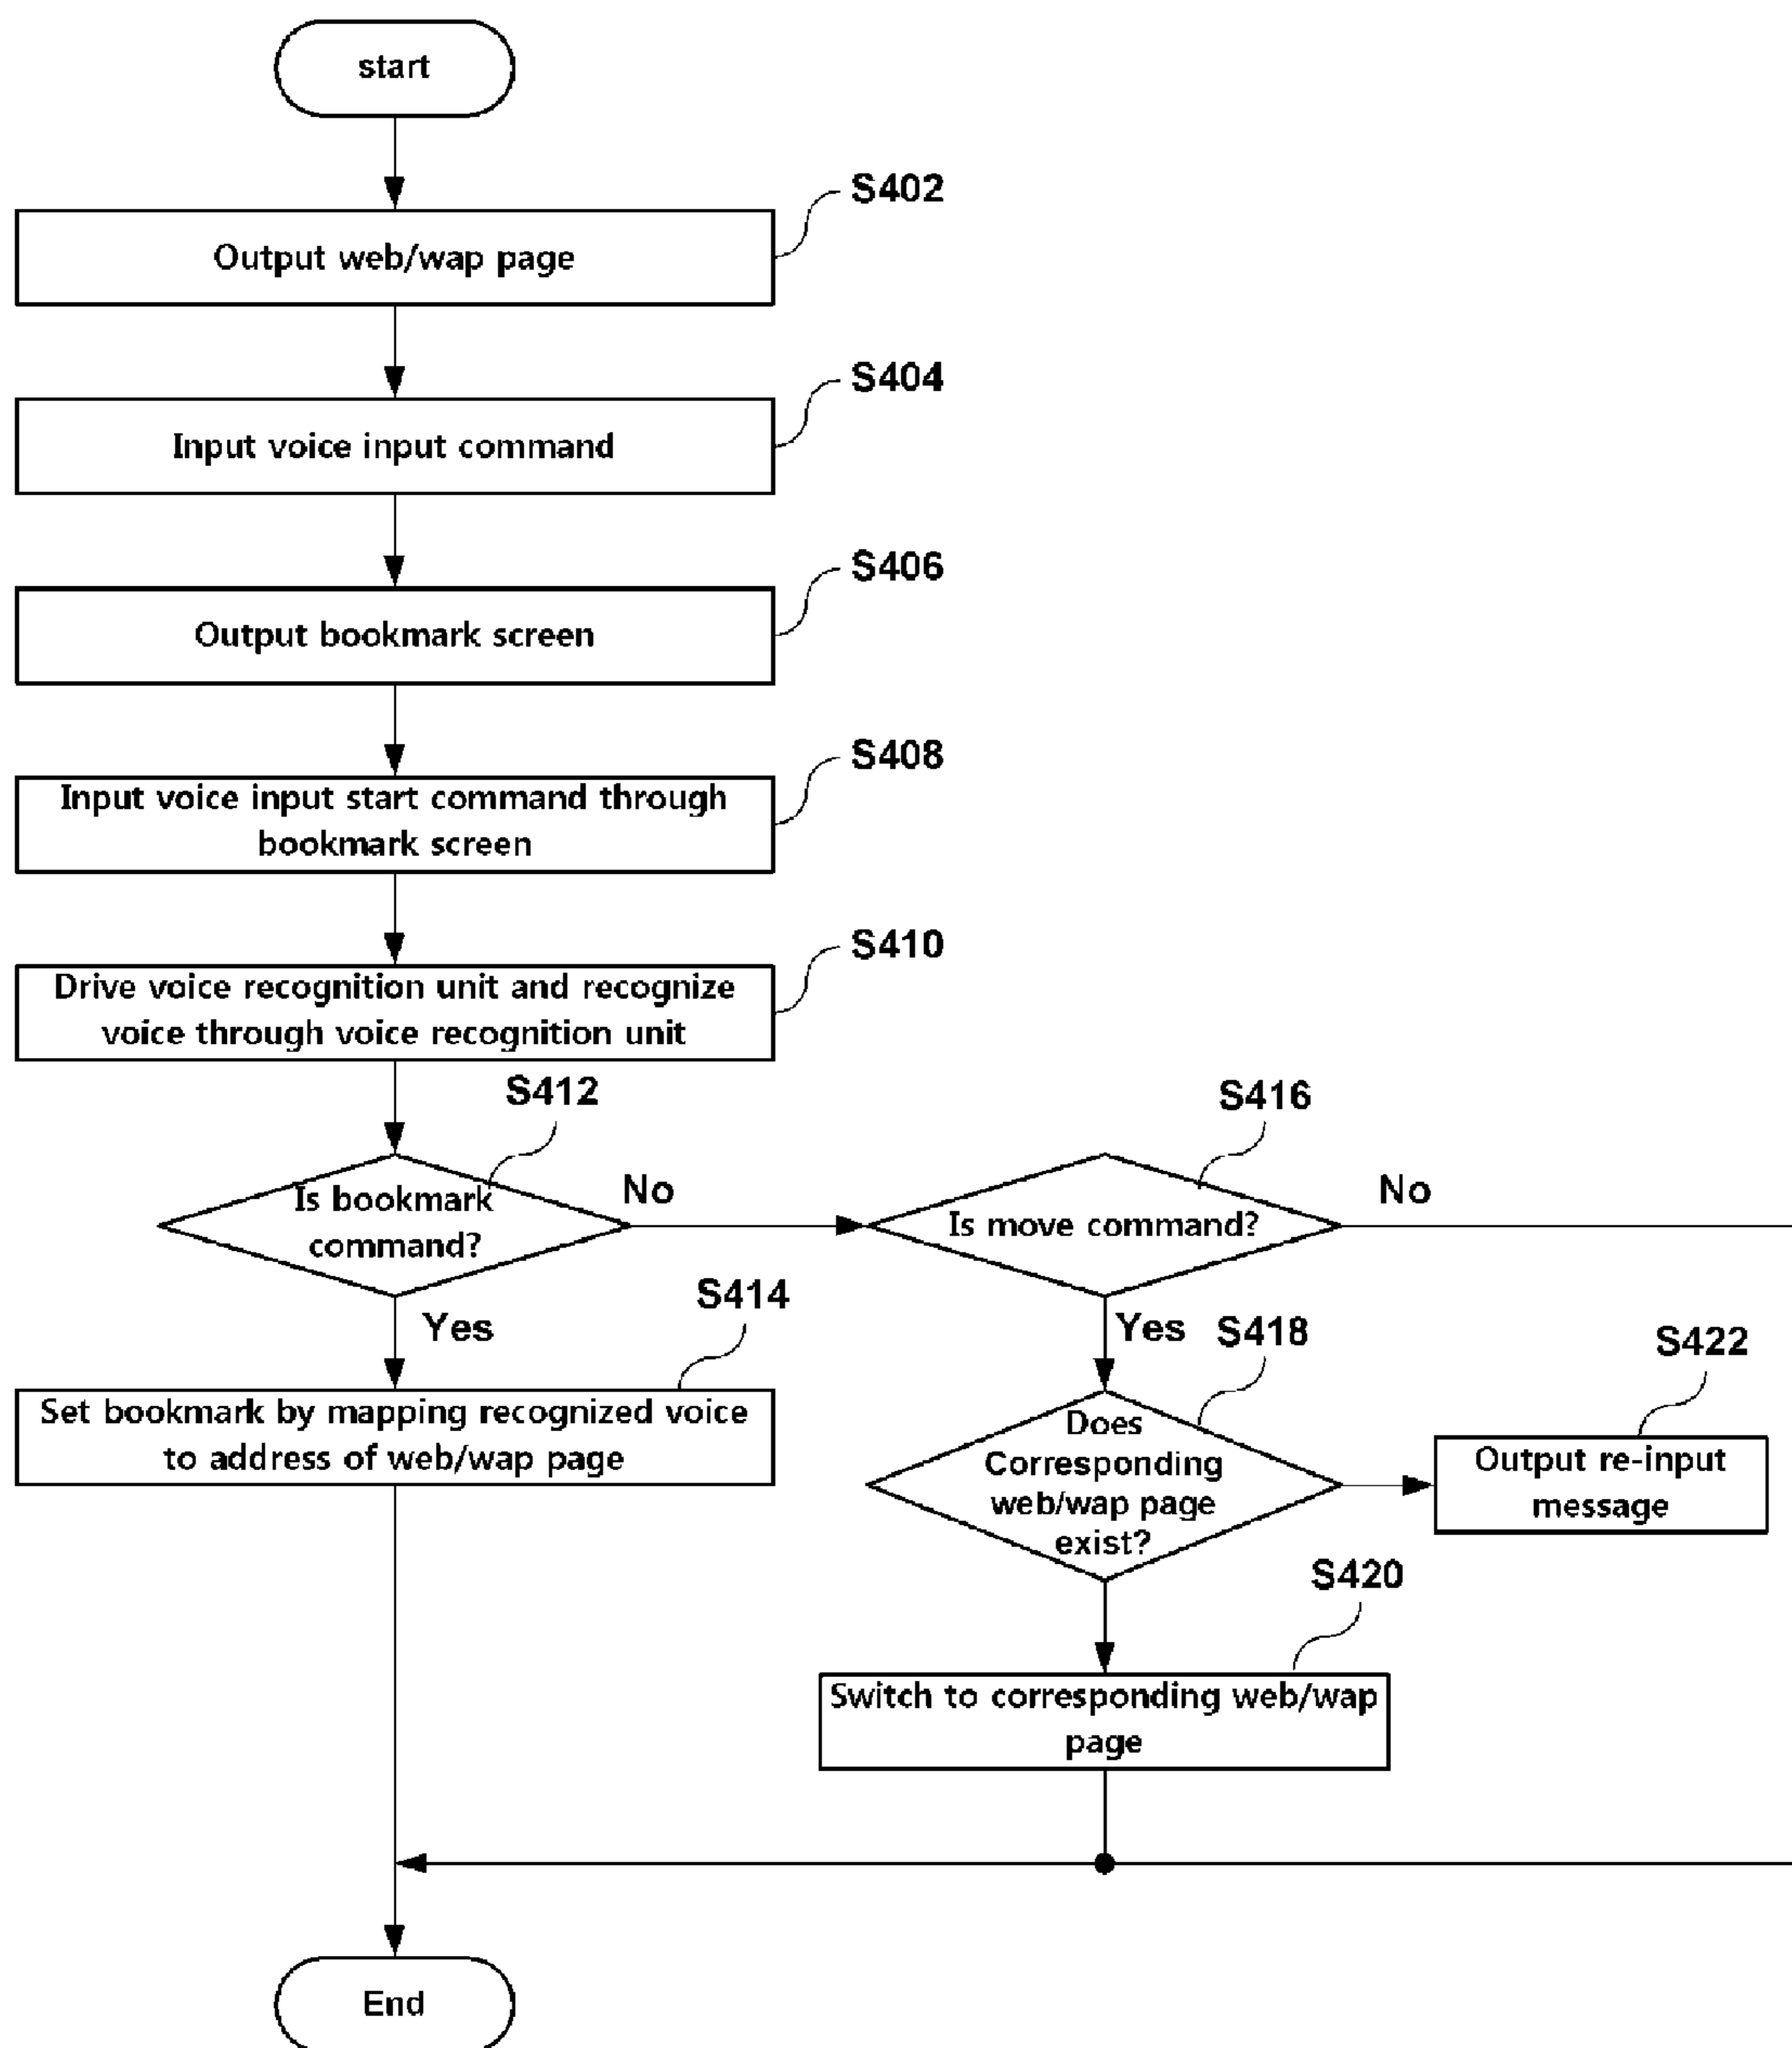 start
S402
Output web/wap page
S404
Input voice input command
S406
Output bookmark screen
S408
Input voice input start command through
bookmark screen
S410
Drive voice recognition unit and recognize
voice through voice recognition unit
S412
Is bookmark
command?
No
S416
Is move command?
No
Yes
S414
Set bookmark by mapping recognized voice
to address of web/wap page
Yes
S418
Does
Corresponding
web/wap page
exist?
S422
Output re-input
message
S420
Switch to corresponding web/wap
page
End